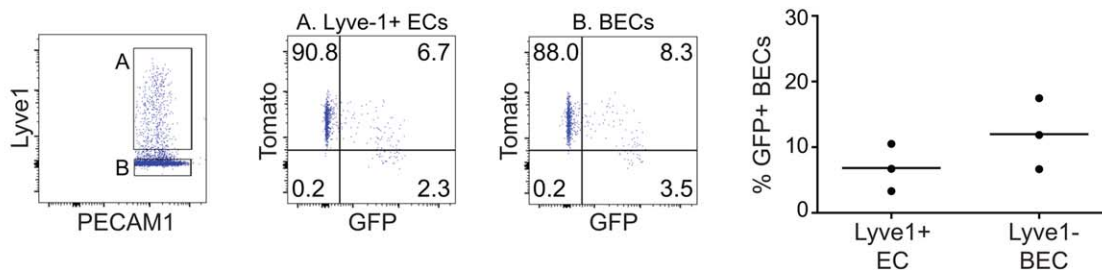 Lyve1
A
B
PECAM1
A. Lyve-1+ ECs
Tomato
90.8
6.7
0.2
2.3
GFP
B. BECs
Tomato
88.0
8.3
0.2
3.5
GFP
% GFP+ BECs
30
20
10
0
Lyve1+
EC
Lyve1-
BEC